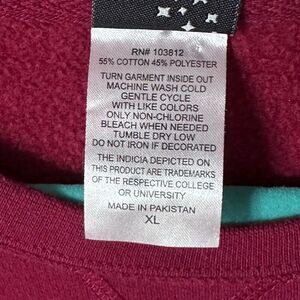 RN# 103812
55% COTTON 45% POLYESTER
TURN GARMENT INSIDE OUT
MACHINE WASH COLD
GENTLE CYCLE
WITH LIKE COLORS
ONLY NON-CHLORINE
BLEACH WHEN NEEDED
TUMBLE DRY LOW
DO NOT IRON IF DECORATED
THE INDICIA DEPICTED ON
THIS PRODUCT ARE TRADEMARKS
OF THE RESPECTIVE COLLEGE
OR UNIVERSITY
MADE IN PAKISTAN
XL